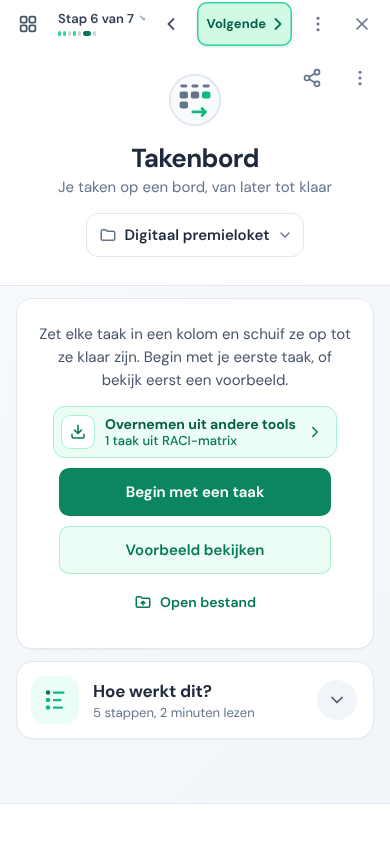 Stap 6 van 7
Volgende
Takenbord
Je taken op een bord, van later tot klaar
Digitaal premieloket
Zet elke taak in een kolom en schuif ze op tot
ze klaar zijn. Begin met je eerste taak, of
bekijk eerst een voorbeeld.
Overnemen uit andere tools
1 taak uit RACI-matrix
Begin met een taak
Voorbeeld bekijken
Open bestand
Hoe werkt dit?
5 stappen, 2 minuten lezen